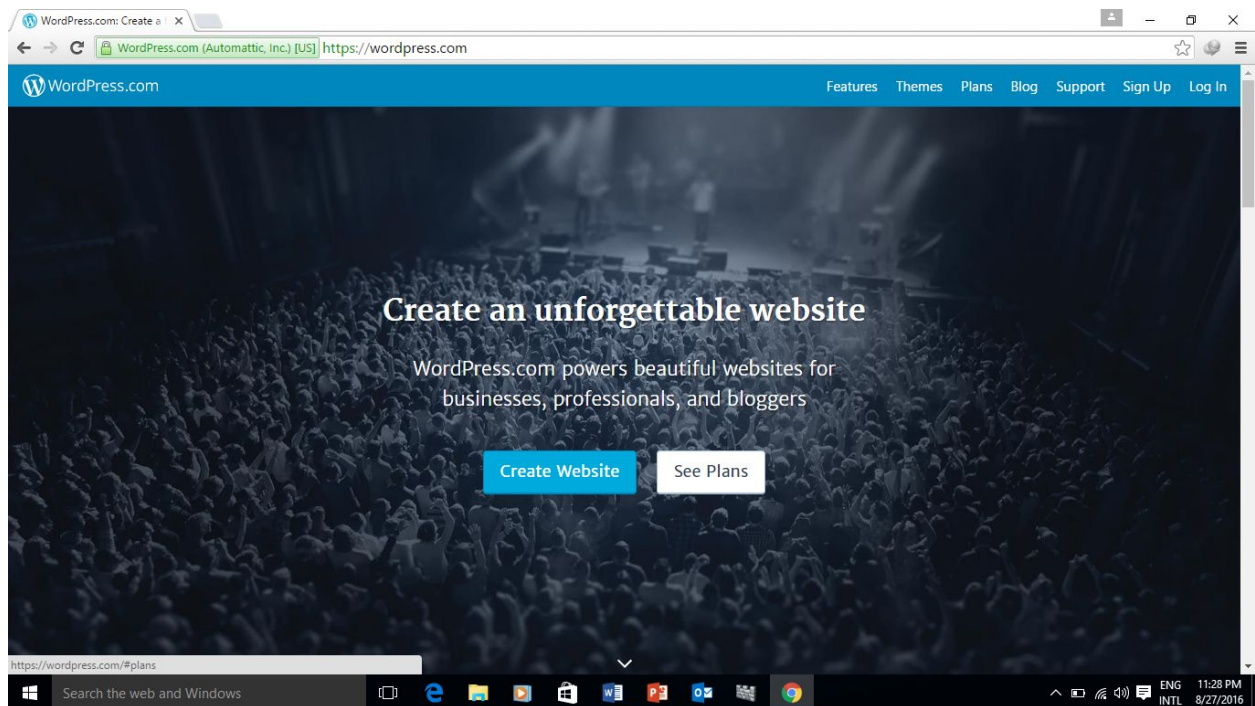 WordPress.com: Create a
WordPress.com (Automattic, Inc.) [US] https://wordpress.com
WordPress.com Features Themes Plans Blog Support Sign Up Log In
Create an unforgettable website
WordPress.com powers beautiful websites for
businesses, professionals, and bloggers
Create Website See Plans
https://wordpress.com/#plans
Search the web and Windows
ENG 11:28 PM
INTL 8/27/2016